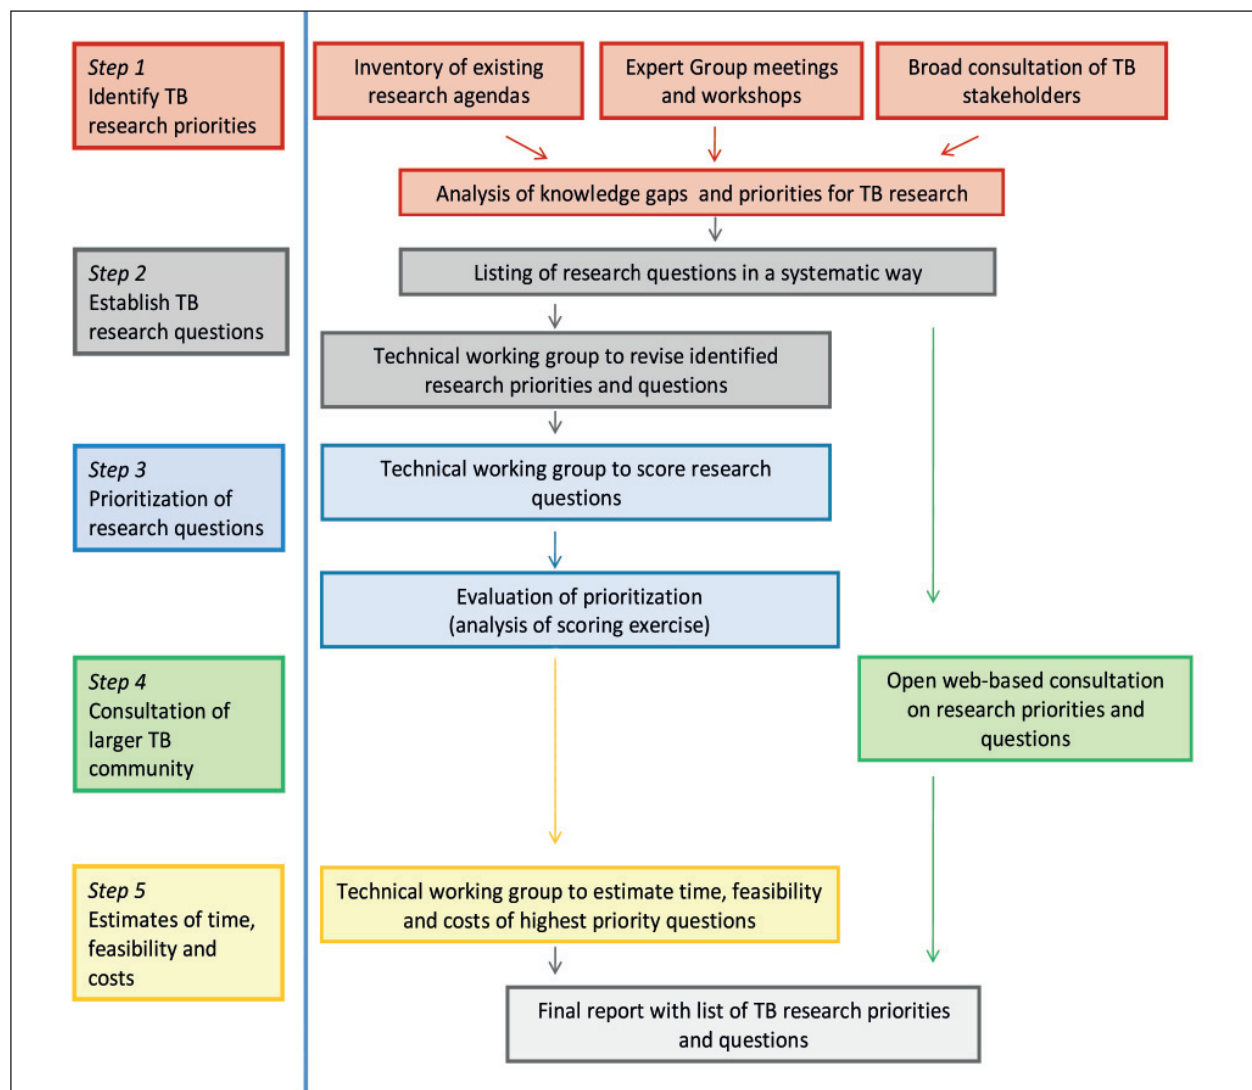 Step 1
Identify TB
research priorities
Inventory of existing
research agendas
Expert Group meetings
and workshops
Broad consultation of TB
stakeholders
Analysis of knowledge gaps and priorities for TB research
Step 2
Establish TB
research questions
Listing of research questions in a systematic way
Technical working group to revise identified
research priorities and questions
Step 3
Prioritization of
research questions
Technical working group to score research
questions
Evaluation of prioritization
(analysis of scoring exercise)
Step 4
Consultation of
larger TB
community
Open web-based consultation
on research priorities and
questions
Step 5
Estimates of time,
feasibility and
costs
Technical working group to estimate time, feasibility
and costs of highest priority questions
Final report with list of TB research priorities
and questions